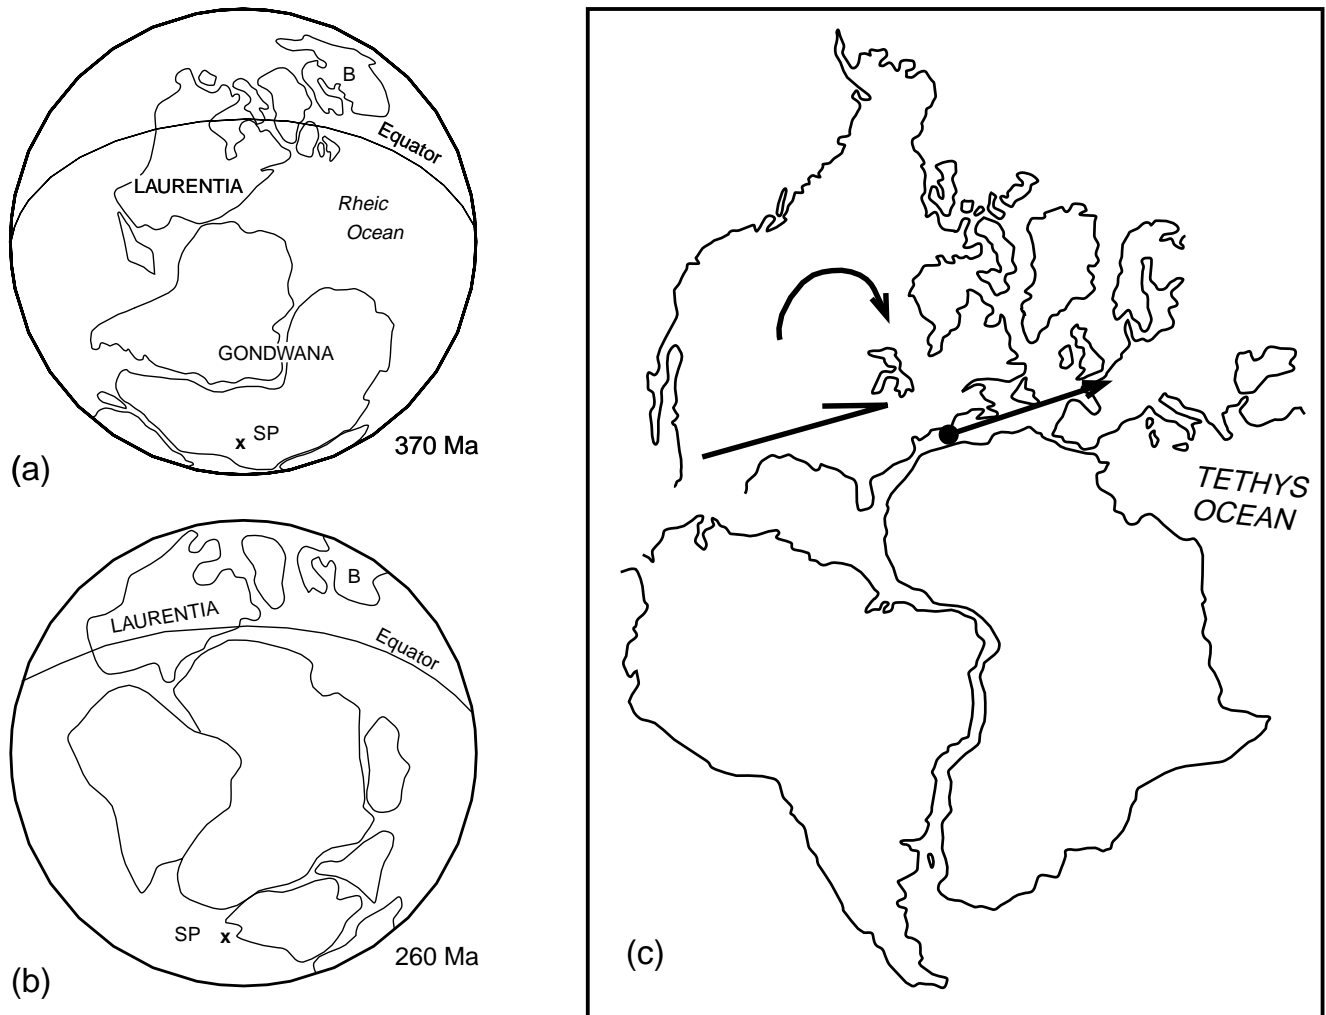 B
Equator
LAURENTIA
Rheic
Ocean
GONDWANA
x SP
370 Ma
(a)
B
LAURENTIA
Equator
SP x
260 Ma
(b)
TETHYS
OCEAN
(c)